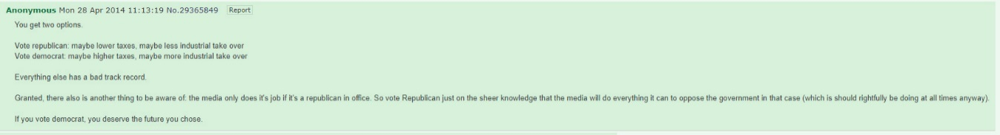 Anonymous Mon 28 Apr 2014 11:13:19 No.29365849 Report
You get two options.
Vote republican: maybe lower taxes, maybe less industrial take over
Vote democrat: maybe higher taxes, maybe more industrial take over
Everything else has a bad track record.
Granted, there also is another thing to be aware of: the media only does it's job if it's a republican in office. So vote Republican just on the sheer knowledge that the media will do everything it can to oppose the government in that case (which is should rightfully be doing at all times anyway).
If you vote democrat, you deserve the future you chose.